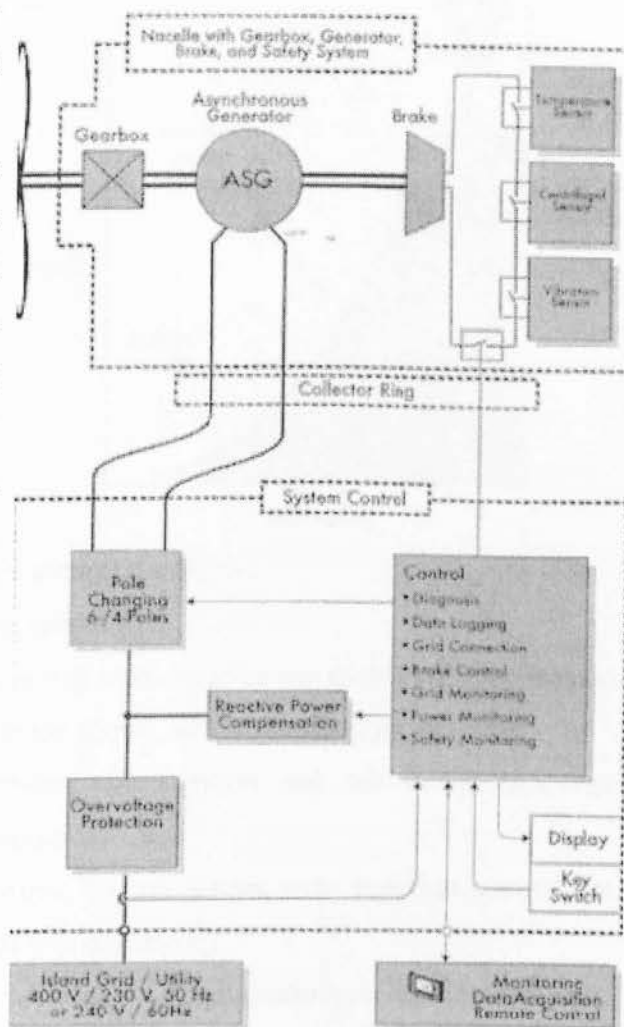 Nacelle with Gearbox, Generator,
Brake, and Safety System
Asynchronous
Generator
Brake
Gearbox
ASG
Temperature
Sensor
Centrifugal
Sensor
Vibration
Sensor
Collector Ring
System Control
Pole
Changing
6-/4-Poles
Control
• Diagnosis
• Data Logging
• Grid Connection
• Brake Control
• Grid Monitoring
• Power Monitoring
• Safety Monitoring
Reactive Power
Compensation
Overvoltage
Protection
Display
Key
Switch
Island Grid / Utility
400 V / 230 V, 50 Hz
or 240 V / 60Hz
Monitoring
DataAcquisition
Remote Control